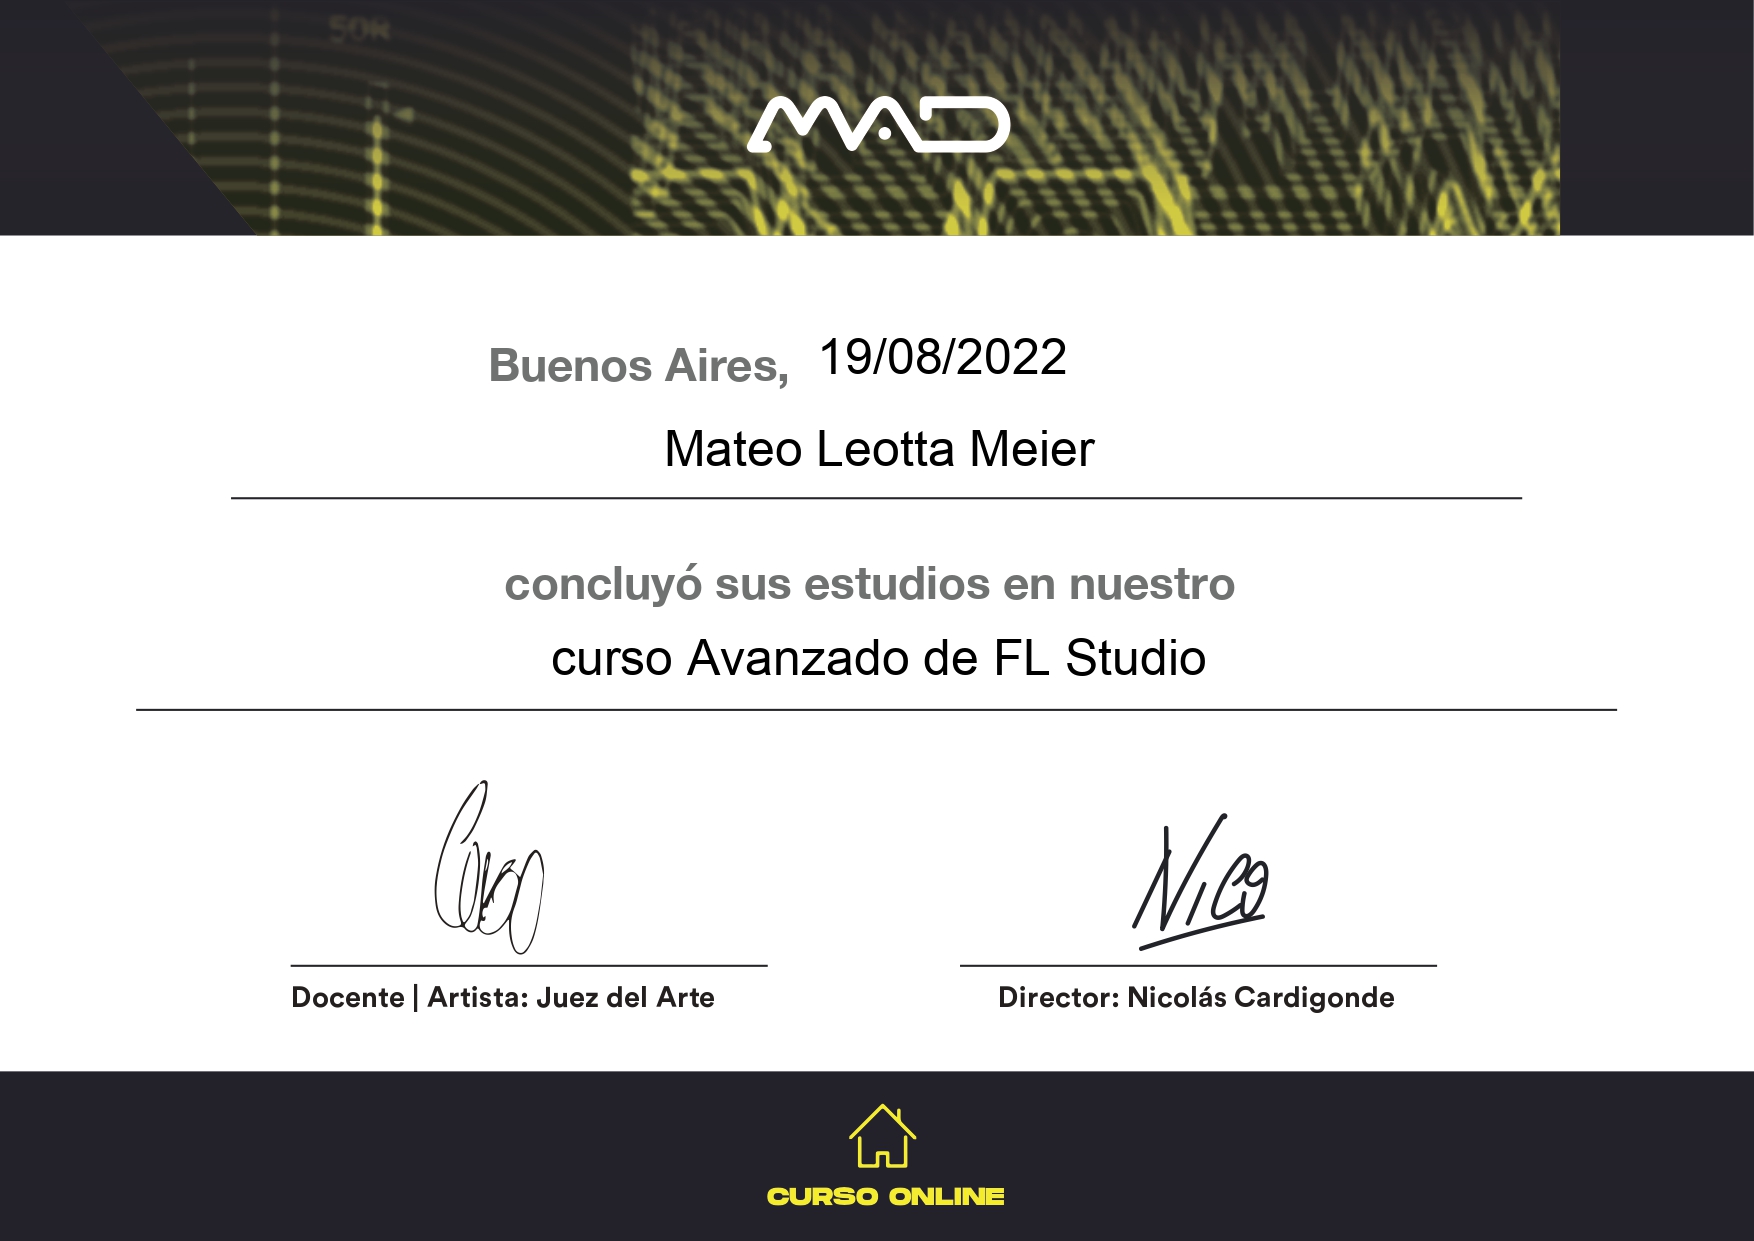 50H
MAD
Buenos Aires, 19/08/2022
Mateo Leotta Meier
concluyó sus estudios en nuestro
curso Avanzado de FL Studio
Nico
Docente | Artista: Juez del Arte
Director: Nicolás Cardigonde
CURSO ONLINE